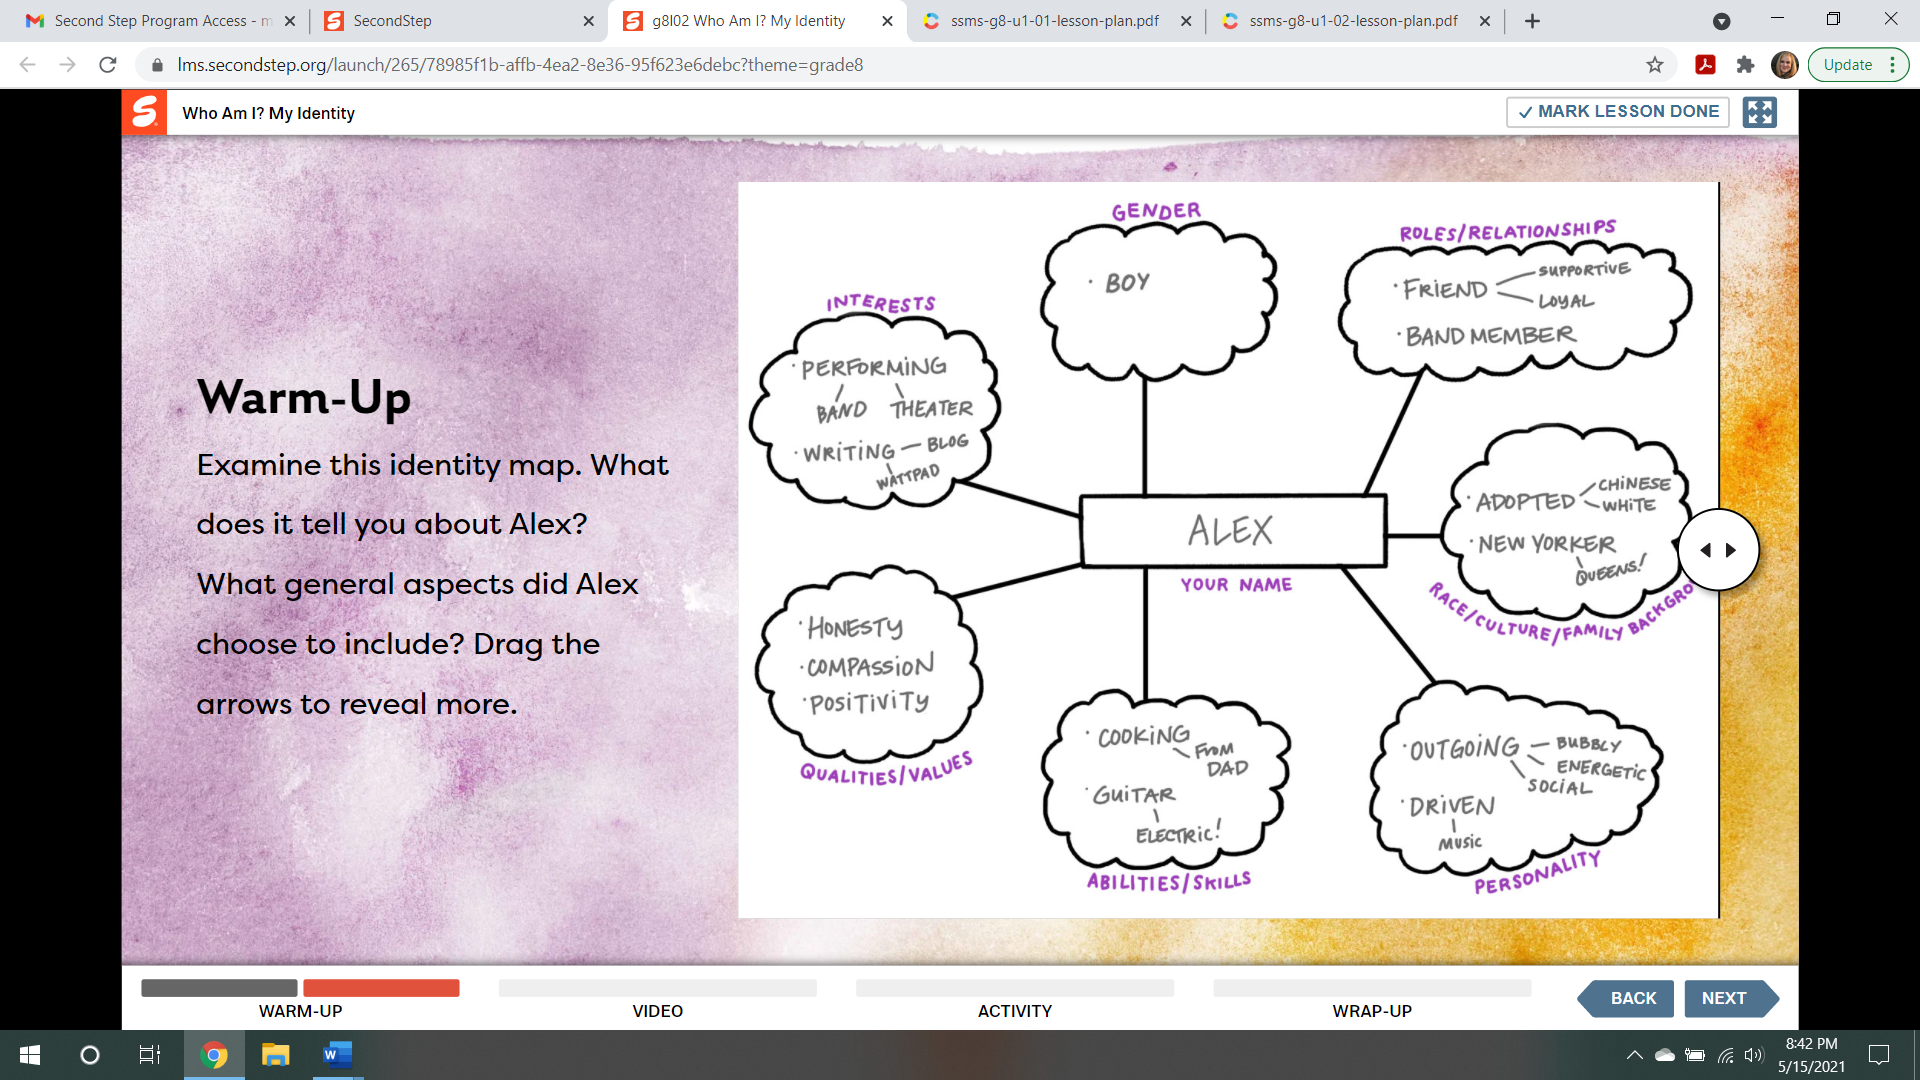 Second Step Program Access - m
SecondStep
g8l02 Who Am I? My Identity
ssms-g8-u1-01-lesson-plan.pdf
ssms-g8-u1-02-lesson-plan.pdf
lms.secondstep.org/launch/265/78985f1b-affb-4ea2-8e36-95f623e6debc?theme=grade8
Update
Who Am I? My Identity
✓ MARK LESSON DONE
Warm-Up
Examine this identity map. What
does it tell you about Alex?
What general aspects did Alex
choose to include? Drag the
arrows to reveal more.
GENDER
· BOY
ROLES/RELATIONSHIPS
· FRIEND
SUPPORTIVE
LOYAL
· BAND MEMBER
INTERESTS
· PERFORMING
BAND THEATER
· WRITING - BLOG
WATTPAD
ALEX
YOUR NAME
· ADOPTED
CHINESE
WHITE
· NEW YORKER
QUEENS!
RACE/CULTURE/FAMILY BACKGRO
· HONESTY
· COMPASSION
· POSITIVITY
QUALITIES/VALUES
· COOKING
FROM
DAD
· GUITAR
ELECTRIC!
ABILITIES/SKILLS
· OUTGOING
BUBBLY
ENERGETIC
SOCIAL
· DRIVEN
MUSIC
PERSONALITY
WARM-UP
VIDEO
ACTIVITY
WRAP-UP
BACK
NEXT
8:42 PM
5/15/2021